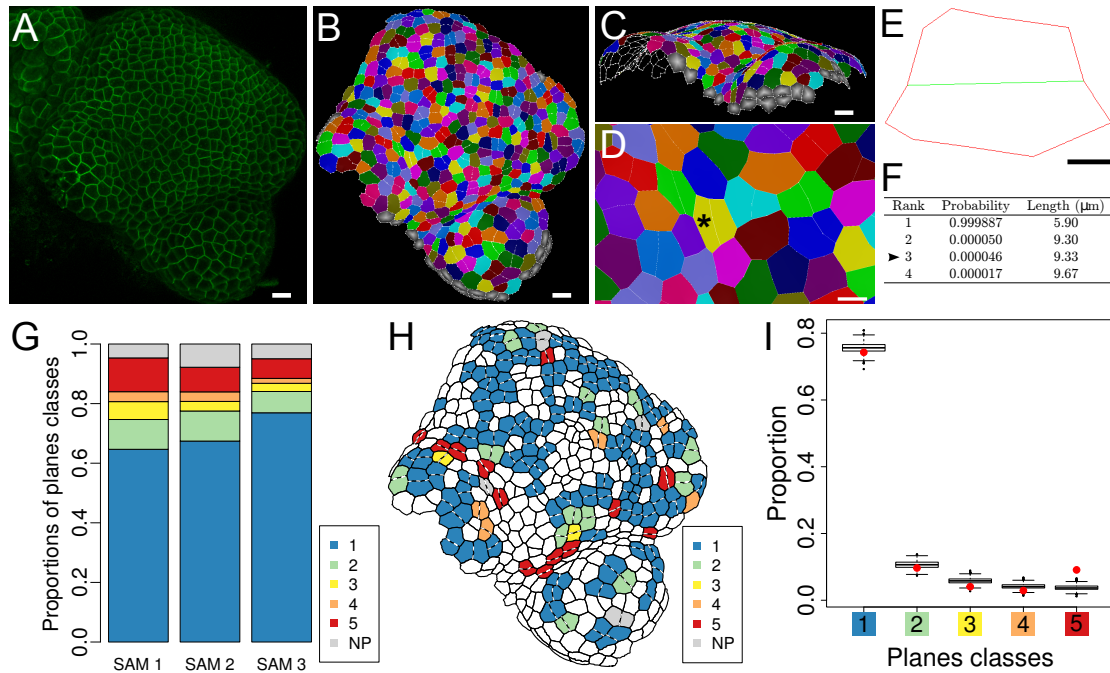 A
B
C
D
*
E
F
Rank Probability Length (µm)
1 0.999887 5.90
2 0.000050 9.30
► 3 0.000046 9.33
4 0.000017 9.67
G
Proportions of planes classes
1.0
0.8
0.6
0.4
0.2
0.0
SAM 1 SAM 2 SAM 3
1
2
3
4
5
NP
H
1
2
3
4
5
NP
I
Proportion
0.8
0.6
0.4
0.2
0.0
1 2 3 4 5
Planes classes